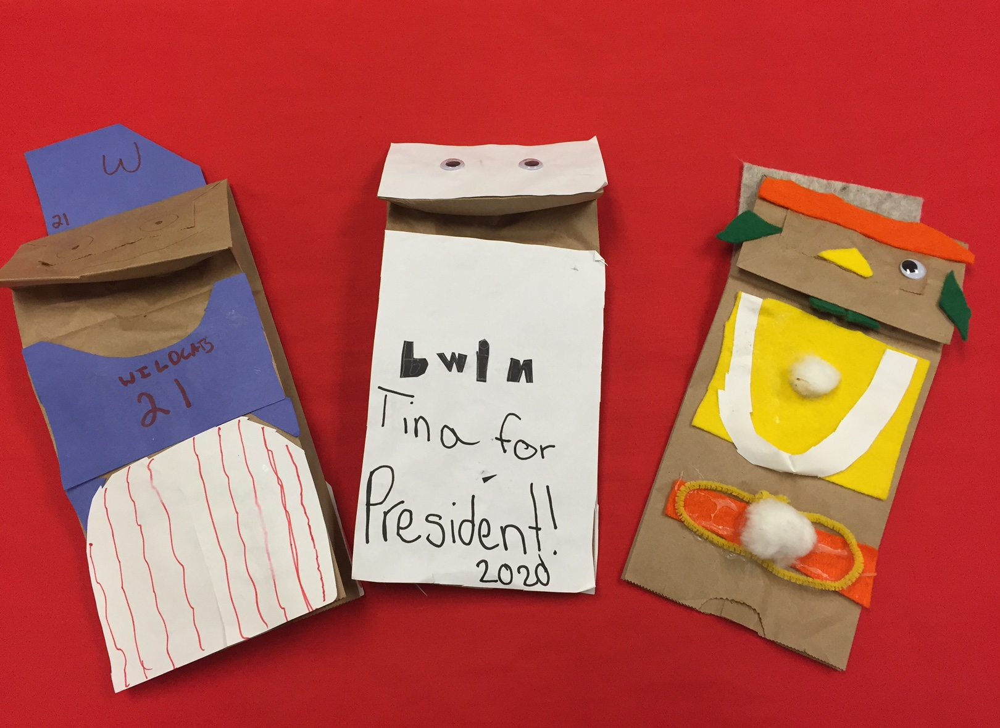 W
21
WILDCATS
21
bwin
Tina for
President!
2020